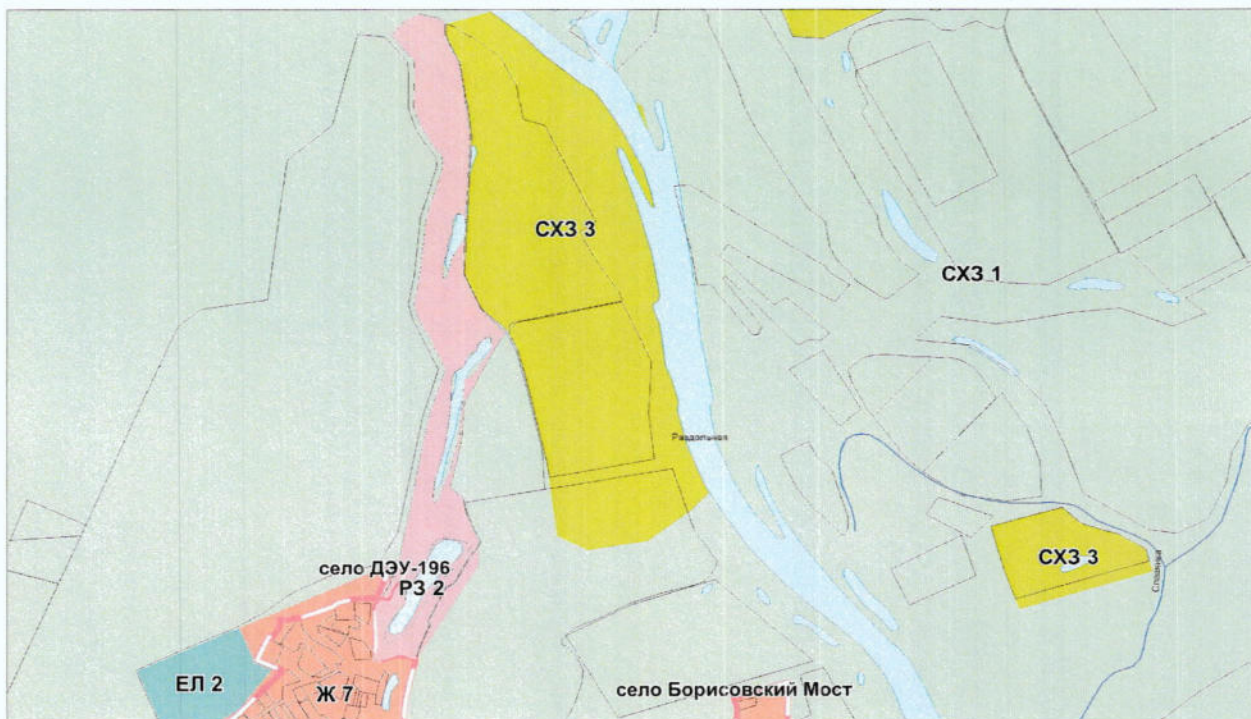 СХЗ 3
СХЗ 1
Раздольная
СХЗ 3
село ДЭУ-196
РЗ 2
ЕЛ 2
Ж 7
село Борисовский Мост